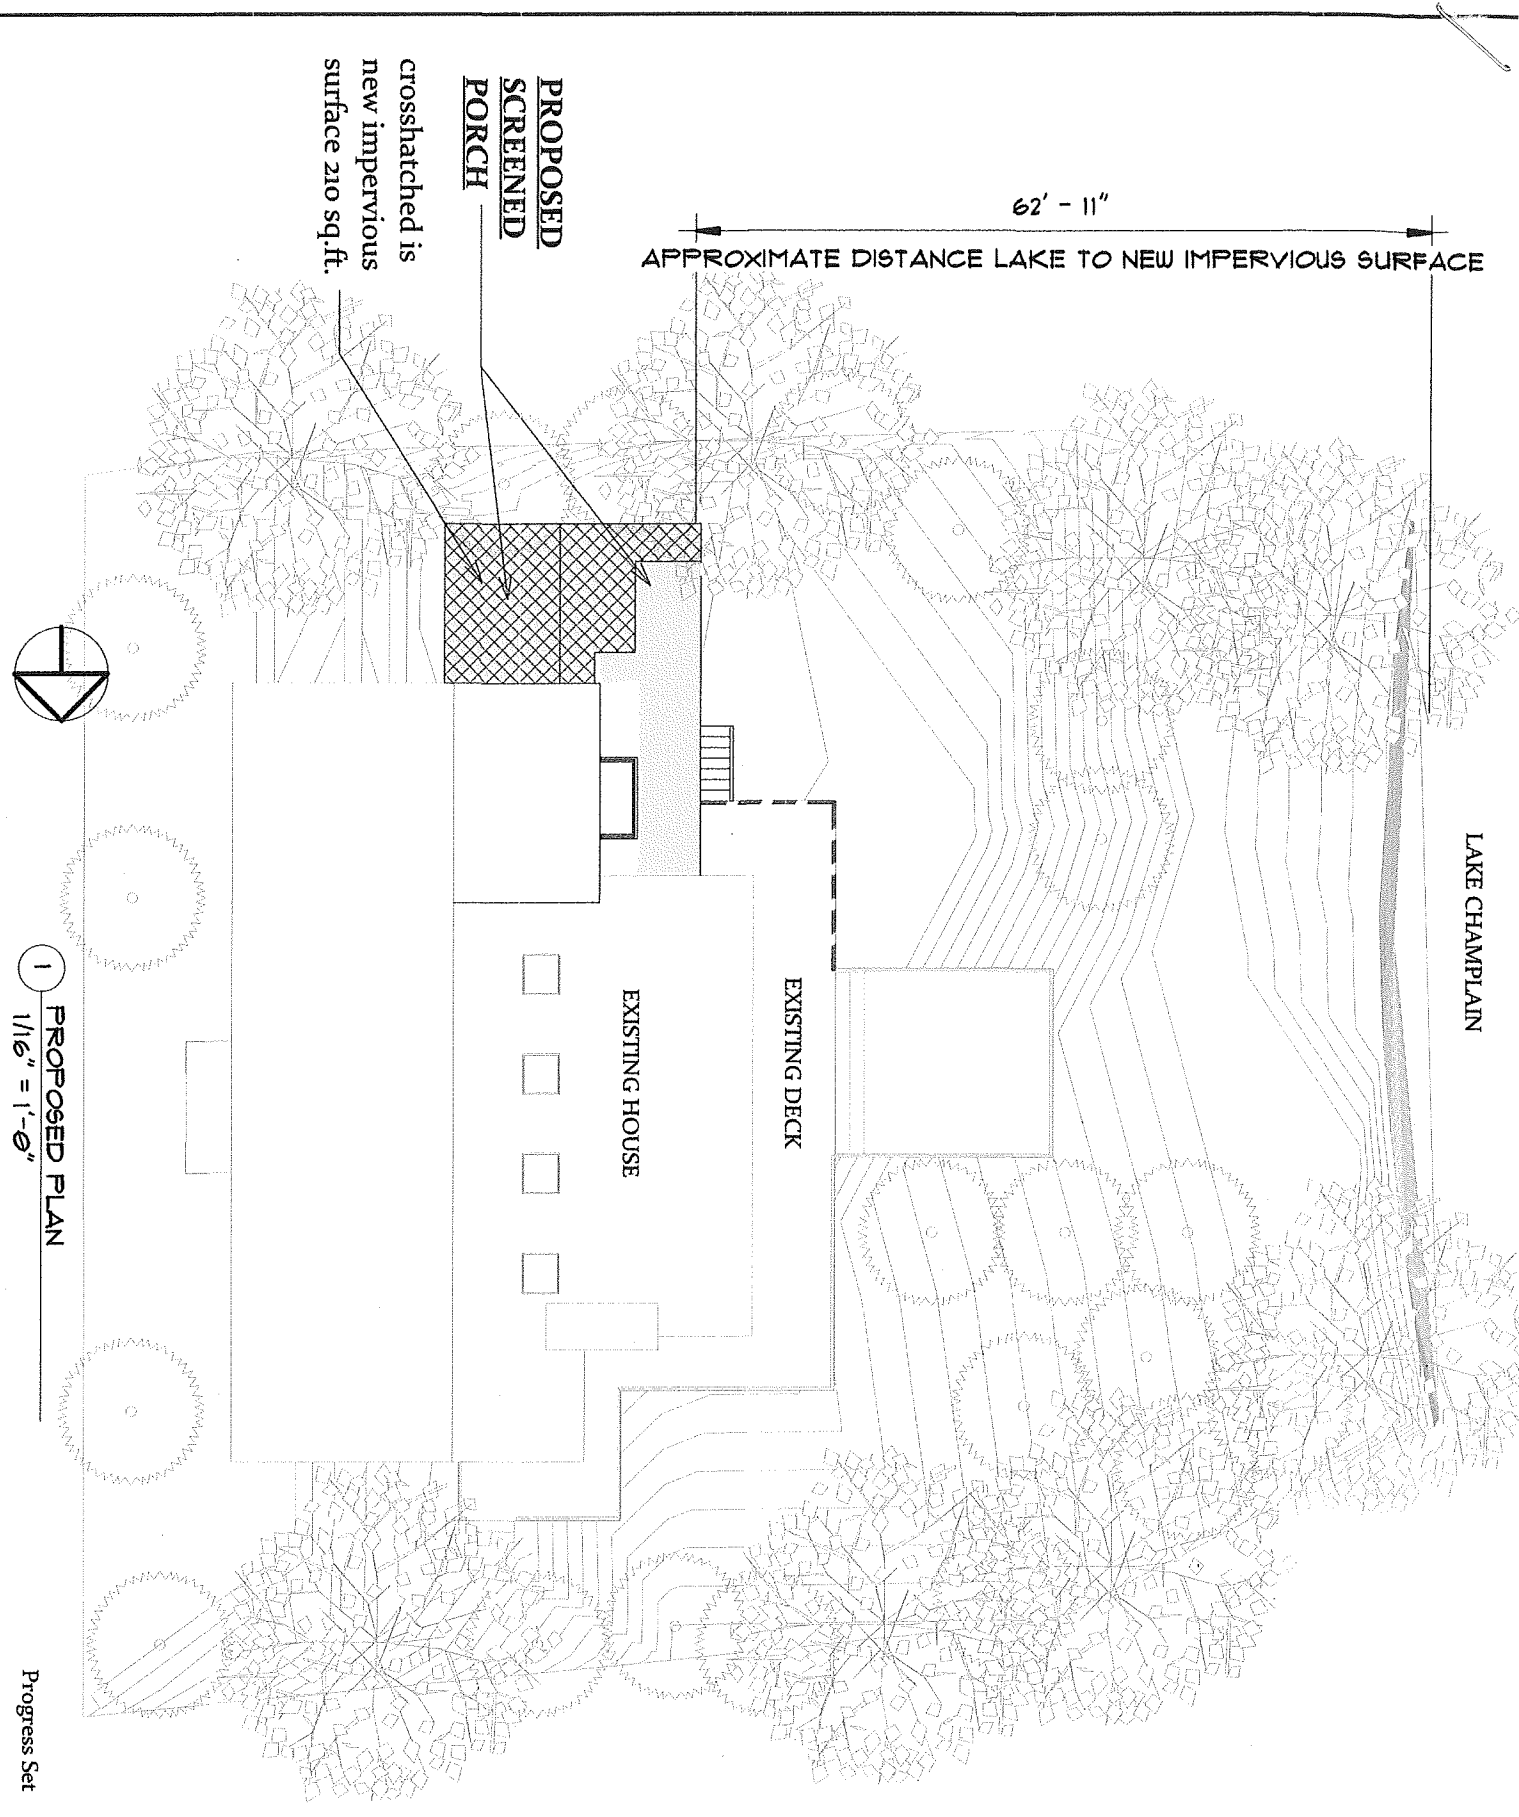 62' - 11"
APPROXIMATE DISTANCE LAKE TO NEW IMPERVIOUS SURFACE
PROPOSED
SCREENED
PORCH
crosshatched is
new impervious
surface 210 sq.ft.
LAKE CHAMPLAIN
EXISTING DECK
EXISTING HOUSE
1
PROPOSED PLAN
1/16" = 1'-0"
Progress Set